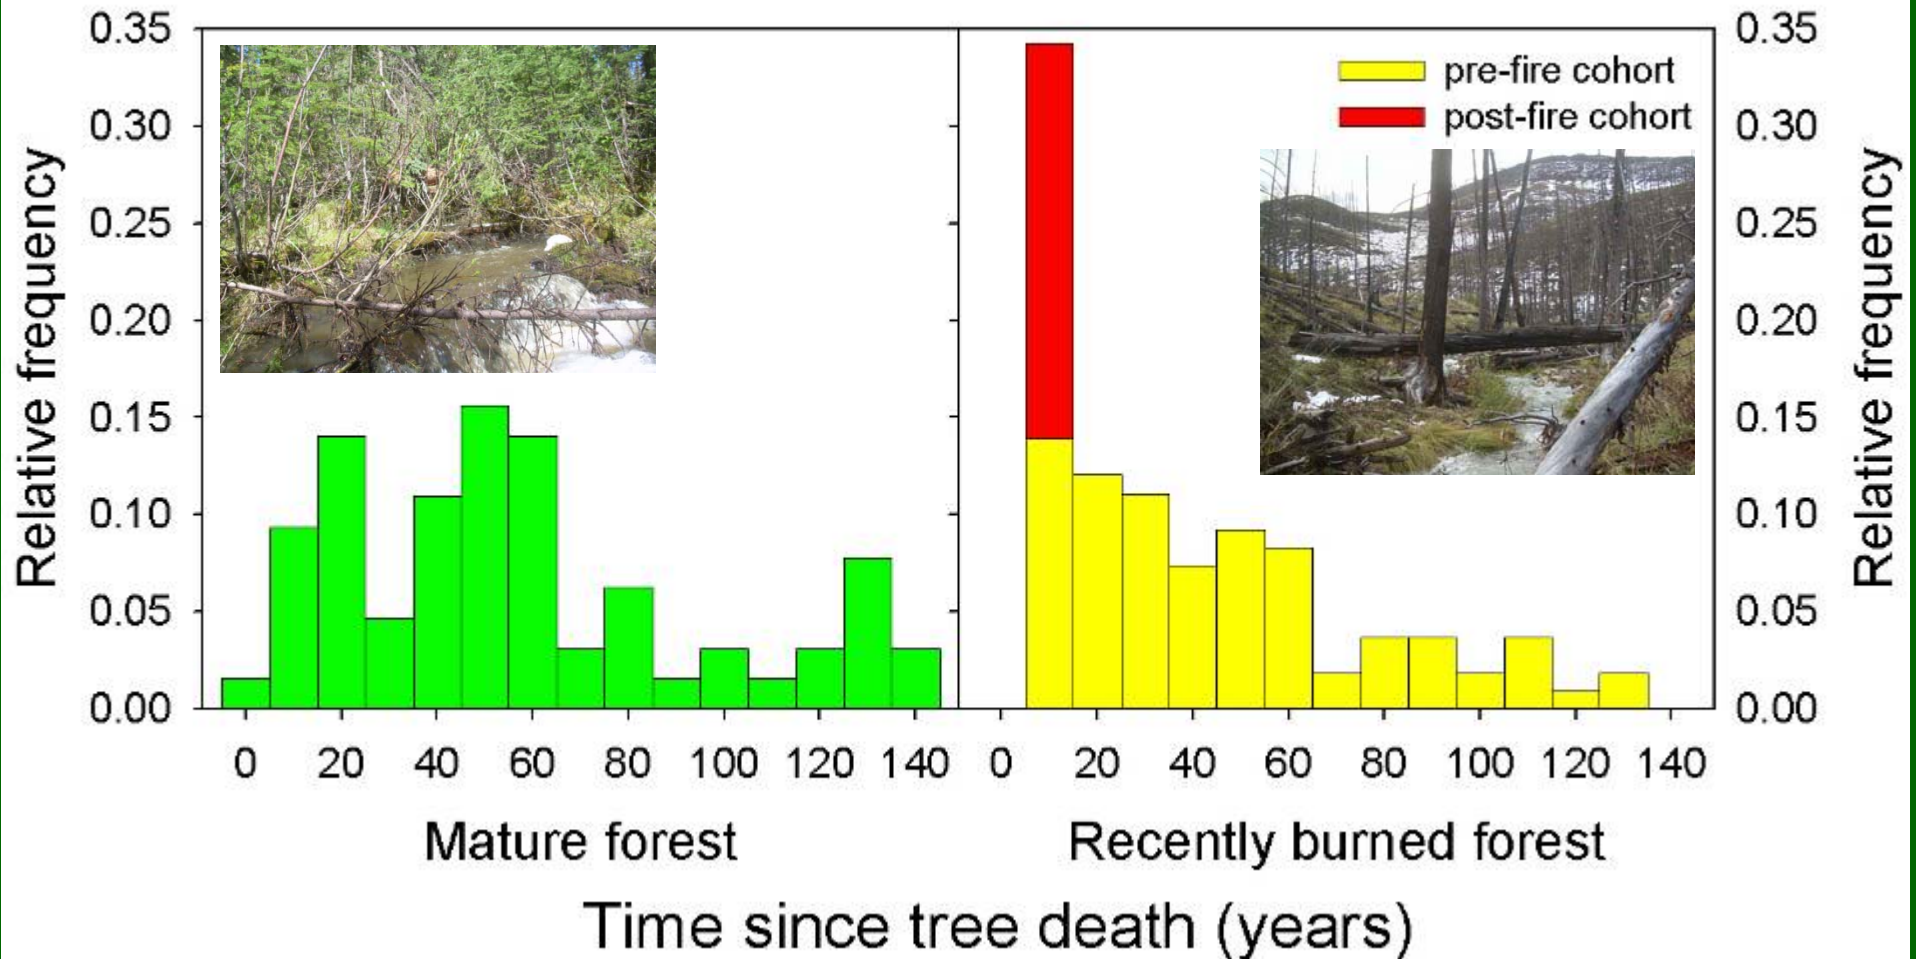 0.35
0.30
0.25
0.20
0.15
0.10
0.05
0.00
Relative frequency
0 20 40 60 80 100 120 140
Mature forest
pre-fire cohort
post-fire cohort
0.35
0.30
0.25
0.20
0.15
0.10
0.05
0.00
Relative frequency
0 20 40 60 80 100 120 140
Recently burned forest
Time since tree death (years)